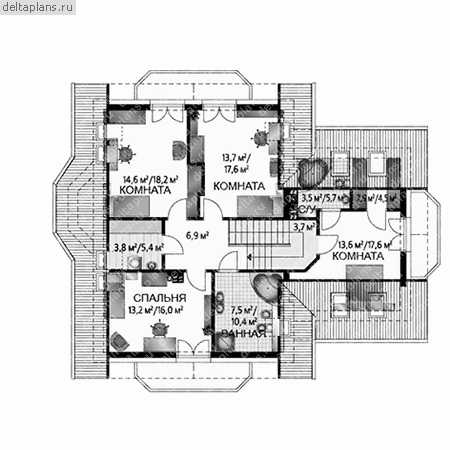 deltaplans.ru
13,7 м²/
17,6 м²
14,6 м²/18,2 м²
КОМНАТА
КОМНАТА
3,5 м²/5,7 м²
С/У
2,9 м²/4,5 м²
6,9 м²
3,7 м²
3,8 м²/5,4 м²
13,6 м²/17,6 м²
КОМНАТА
СПАЛЬНЯ
13,2 м²/16,0 м²
7,5 м²/
10,4 м²
ВАННАЯ